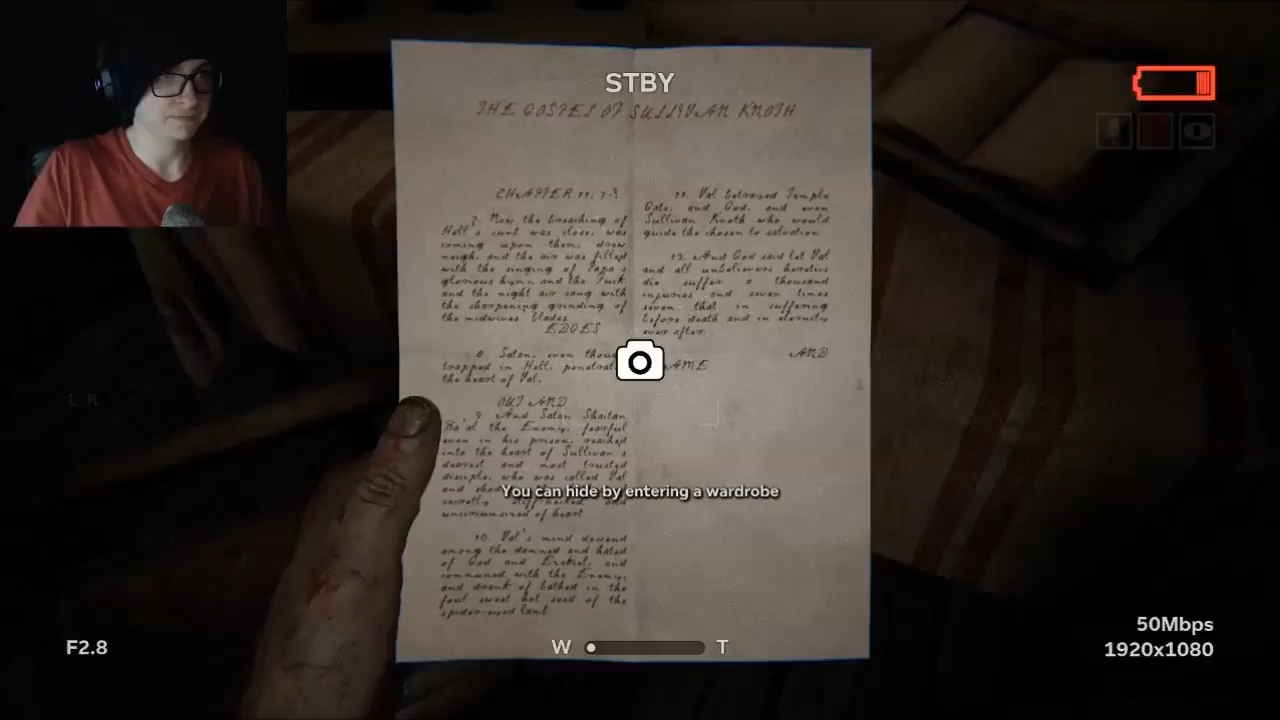 STBY
THE GOSPEL OF SULLIVAN KNOTH
CHAPTER 11, 7-
7. Now the breaching of
Hell's cunt was close, was
coming upon them, drew
neigh, and the air was filled
with the singing of Papa's
glorious hymn and the Fuck
and the night air sang with
the sharpening grinding of
the midwives blades
EDGES
8. Satan, even
trapped in Hell,
the heart of Val.
OUT AND
9. And Satan Shaitan
Ba'al the Enemy, fearful
even in his prison, reached
into the heart of Sullivan's
dearest and most trusted
disciple, who was called Val
and
secretly and
uncircumcised of heart
10. Val's mind descend
among the damned and hated
of God and Ezekiel, and
communed with the Enemy,
and drank of bathed in the
foul sweet hot seed of the
spider-eyed lamb
11. Val betrayed Temple
Gate, and God, and even
Sullivan Knoth who would
guide the chosen to salvation
12. And God said let Val
and all unbelievers heretics
die suffer a thousand
injuries and seven times
seven that in suffering
before death and in eternity
ever after.
AND
You can hide by entering a wardrobe
L R
F2.8
W T
50Mbps
1920x1080